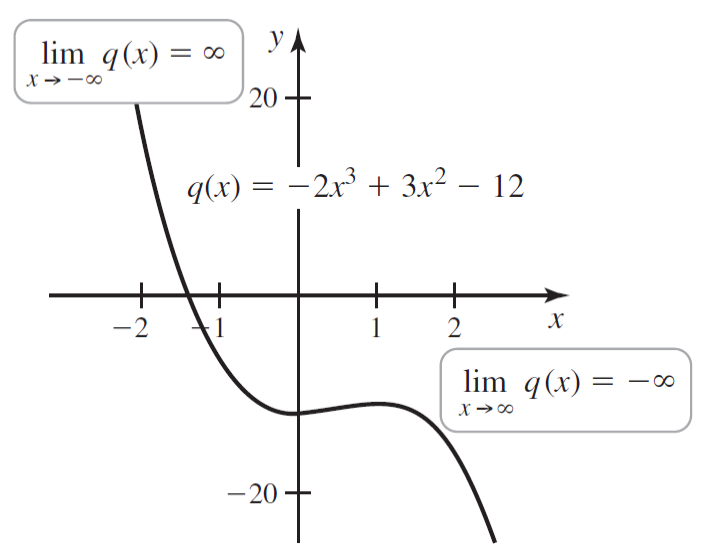 lim q(x) = ∞
x → −∞
y
20
q(x) = −2x³ + 3x² − 12
−2 −1 1 2 x
lim q(x) = −∞
x → ∞
−20